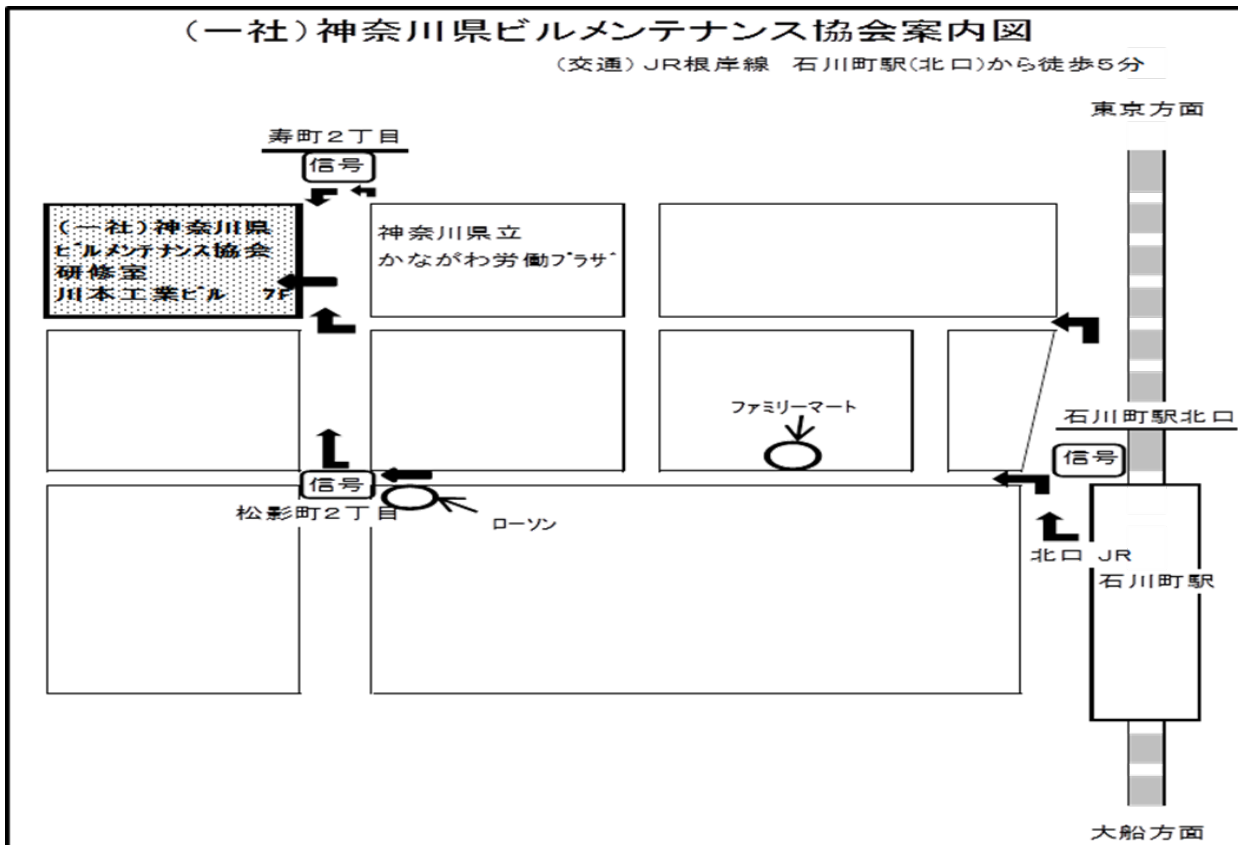 (一社)神奈川県ビルメンテナンス協会案内図
(交通)JR根岸線 石川町駅(北口)から徒歩5分
東京方面
寿町2丁目
信号
(一社)神奈川県
ﾋﾞﾙﾒﾝﾃﾅﾝｽ協会
研修室
川本工業ﾋﾞﾙ 7F
神奈川県立
かながわ労働ﾌﾟﾗｻﾞ
ファミリーマート
石川町駅北口
信号
信号
松影町2丁目
ローソン
北口 JR
石川町駅
大船方面